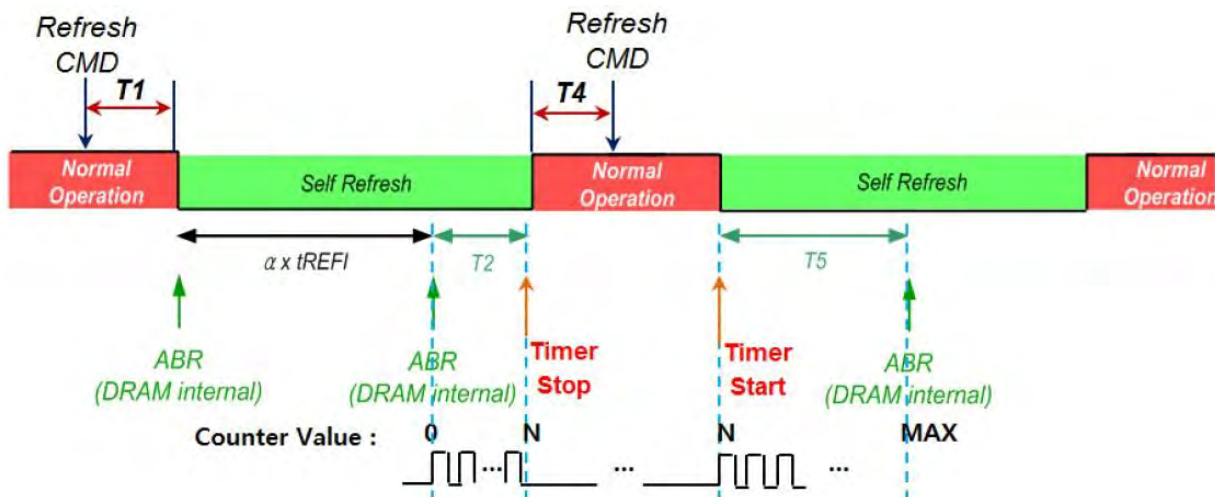 Refresh
CMD
T1
Refresh
CMD
T4
Normal
Operation
Self Refresh
Normal
Operation
Self Refresh
Normal
Operation
α x tREFI
T2
T5
ABR
(DRAM internal)
ABR
(DRAM internal)
Timer
Stop
Timer
Start
ABR
(DRAM internal)
Counter Value : 0 N N MAX
... ... ...